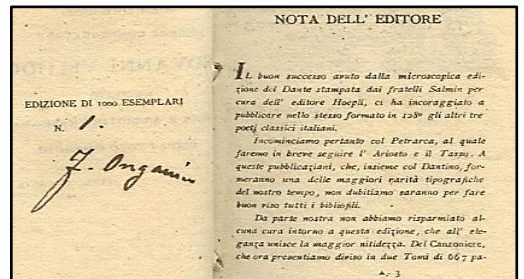 EDIZIONE DI 1000 ESEMPLARI
N. 1.
F. Ongania
NOTA DELL' EDITORE
IL buon successo avuto dalla microscopica edi-
zione del Dante stampata dai fratelli Salmin per
cura dell' editore Hoepli, ci ha incoraggiato a
pubblicare nello stesso formato in 128º gli altri tre
poeti classici italiani.
Incominciamo pertanto col Petrarca, al quale
faremo in breve seguire l' Ariosto e il Tasso. A
queste pubblicazioni, che, insieme col Dantino, for-
meranno una delle maggiori rarità tipografiche
del nostro tempo, non dubitiamo saranno per fare
buon viso tutti i bibliofili.
Da parte nostra non abbiamo risparmiato al-
cuna cura intorno a questa edizione, che all' ele-
ganza unisce la maggior nitidezza. Del Canzoniere,
che ora presentiamo diviso in due Tomi di 667 pa-
3